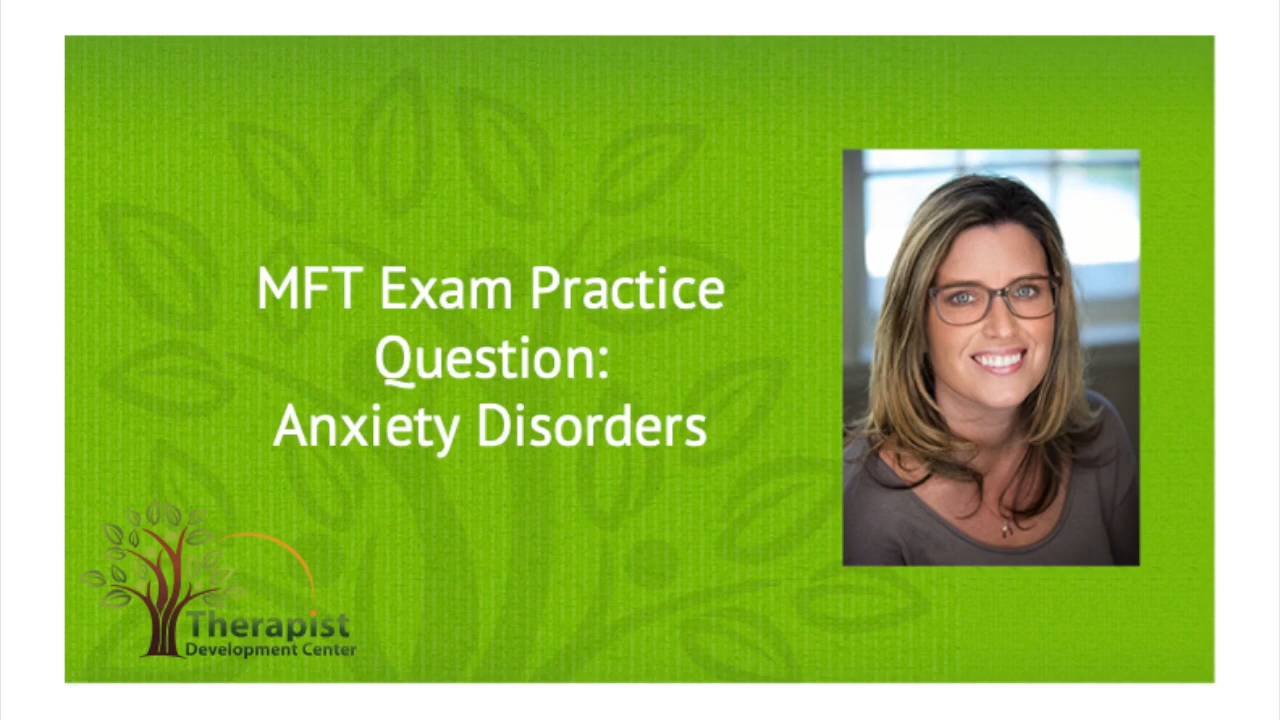 MFT Exam Practice
Question:
Anxiety Disorders
Therapist
Development Center